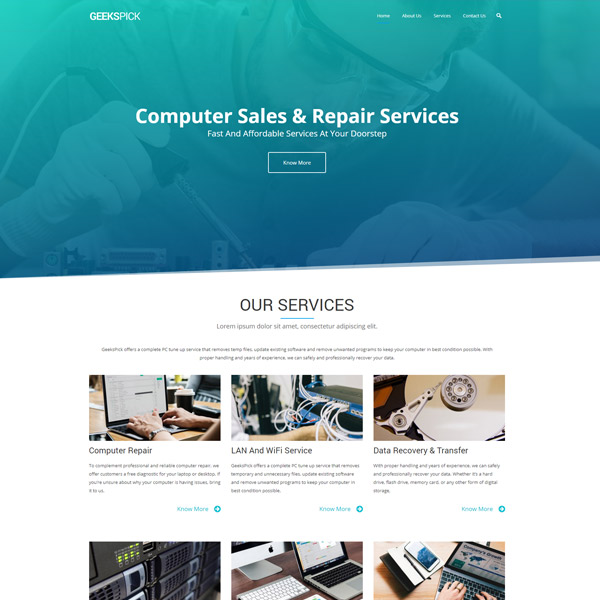 GEEKSPICK
Home About Us Services Contact Us
Computer Sales & Repair Services
Fast And Affordable Services At Your Doorstep
Know More
OUR SERVICES
Lorem ipsum dolor sit amet, consectetur adipiscing elit.
GeeksPick offers a complete PC tune up service that removes temp files, update existing software and remove unwanted programs to keep your computer in best condition possible. With
proper handling and years of experience, we can safely and professionally recover your data.
Computer Repair
To complement professional and reliable computer repair, we
offer customers a free diagnostic for your laptop or desktop. If
you're unsure about why your computer is having issues, bring
it to us.
Know More
LAN And WiFi Service
GeeksPick offers a complete PC tune up service that removes
temporary and unnecessary files, update existing software
and remove unwanted programs to keep your computer in
best condition possible.
Know More
Data Recovery & Transfer
With proper handling and years of experience, we can safely
and professionally recover your data. Whether it's a hard
drive, flash drive, memory card, or any other form of digital
storage.
Know More